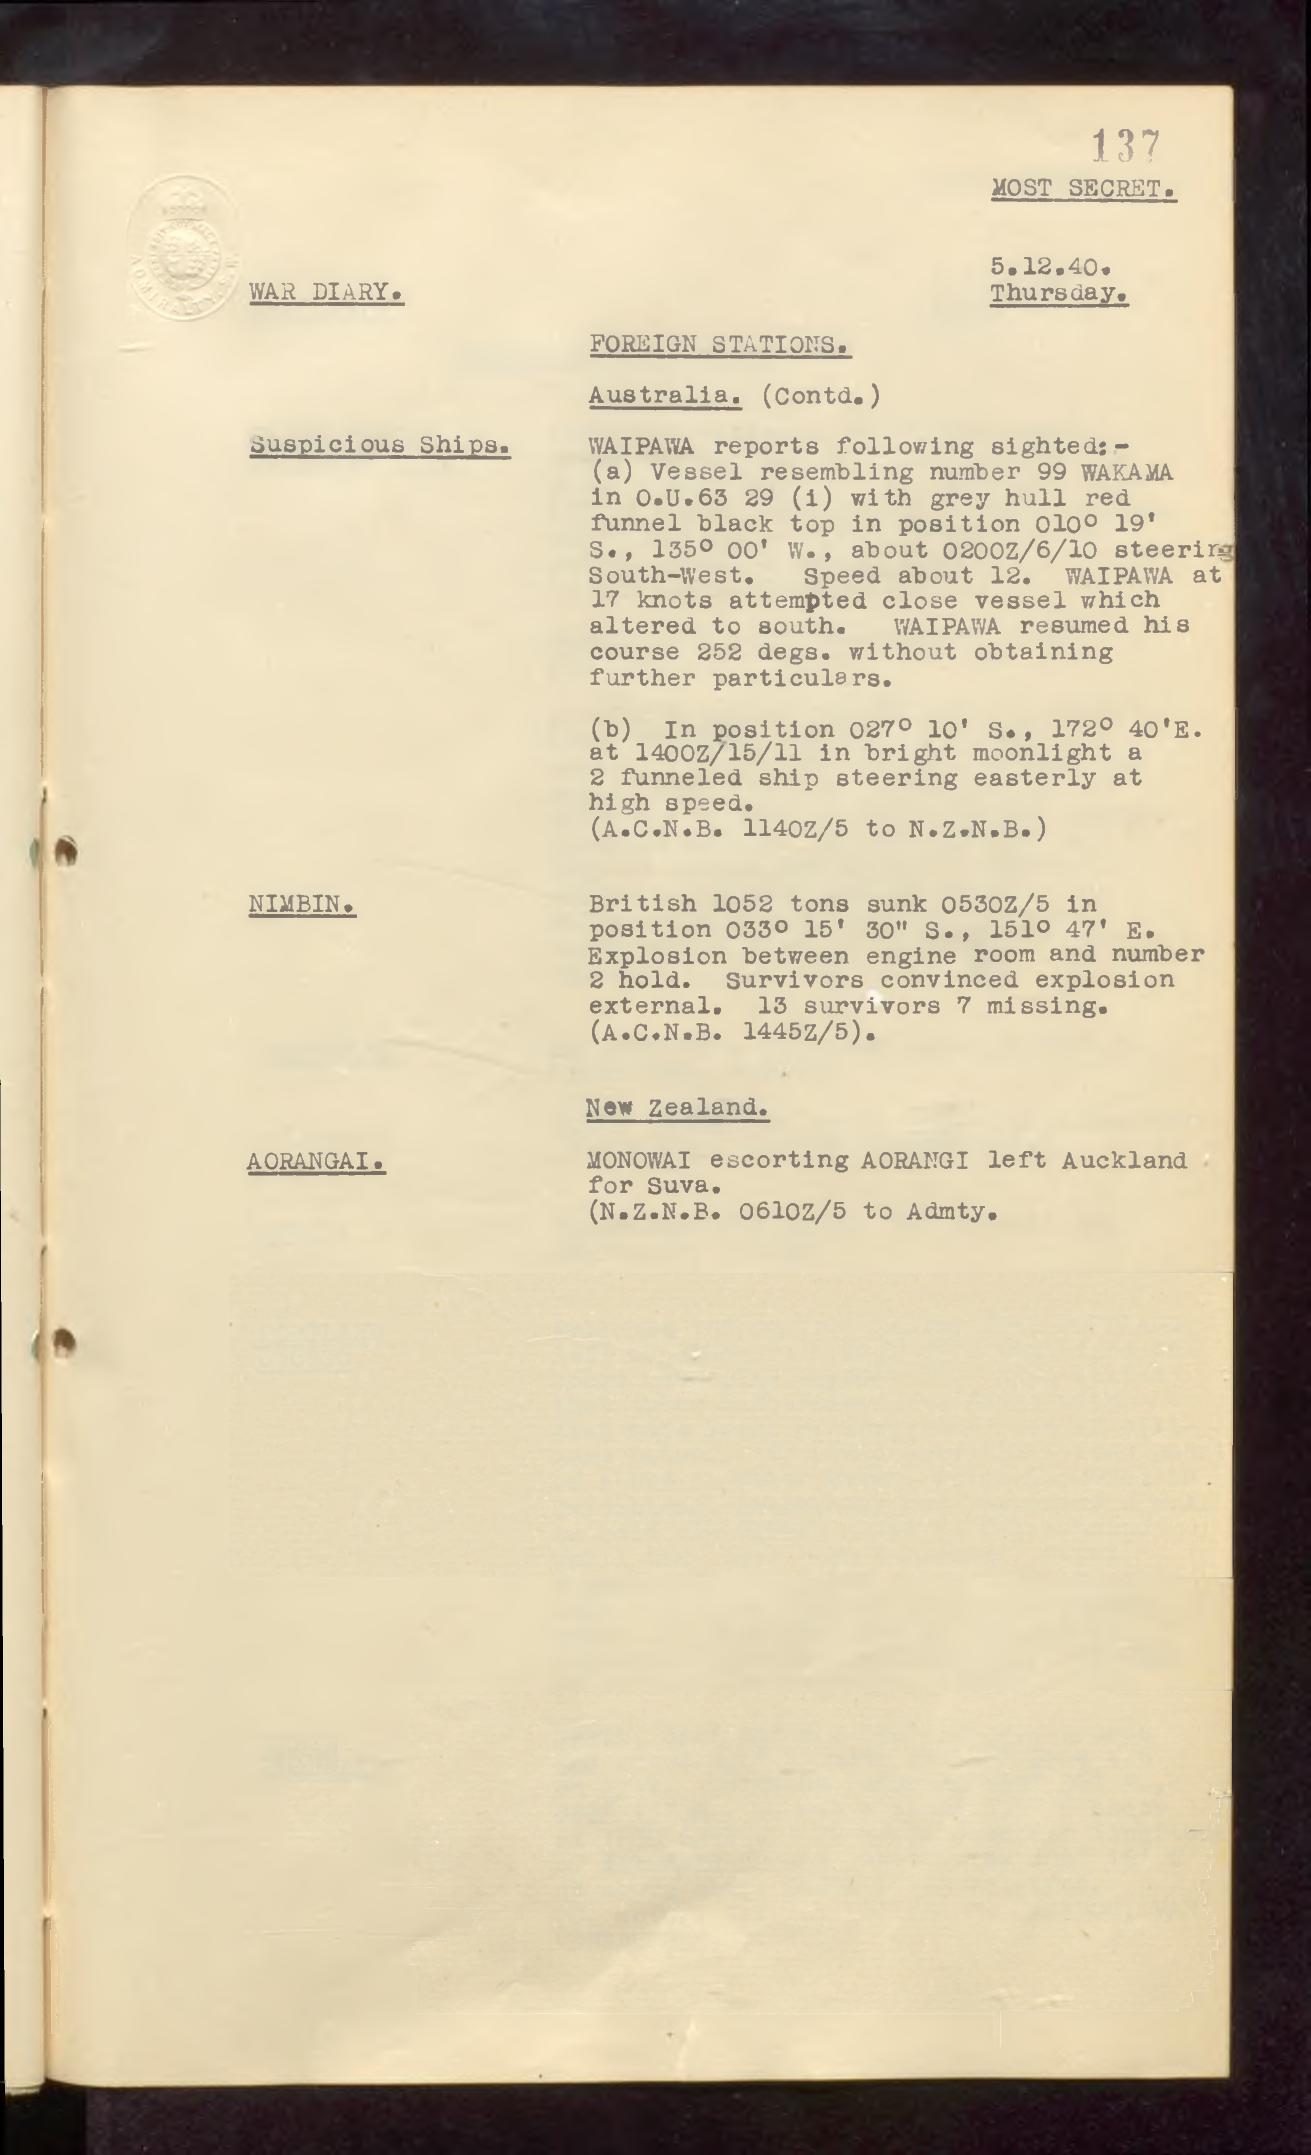 137
MOST SECRET.
5.12.40.
WAR DIARY.
Thursday.
FOREIGN STATIONS.
Australia. (Contd.)
Suspicious Ships.
WAIPAWA reports following sighted:-
(a) Vessel resembling number 99 WAKAMA
in O.U.63 29 (i) with grey hull red
funnel black top in position 010° 19'
S., 135° 00' W., about 0200Z/6/10 steering
South-West. Speed about 12. WAIPAWA at
17 knots attempted close vessel which
altered to south. WAIPAWA resumed his
course 252 degs. without obtaining
further particulars.
(b) In position 027° 10' S., 172° 40'E.
at 1400Z/15/11 in bright moonlight a
2 funneled ship steering easterly at
high speed.
(A.C.N.B. 1140Z/5 to N.Z.N.B.)
NIMBIN.
British 1052 tons sunk 0530Z/5 in
position 033° 15' 30" S., 151° 47' E.
Explosion between engine room and number
2 hold. Survivors convinced explosion
external. 13 survivors 7 missing.
(A.C.N.B. 1445Z/5).
New Zealand.
AORANGAI.
MONOWAI escorting AORANGI left Auckland
for Suva.
(N.Z.N.B. 0610Z/5 to Admty.
ADMIRALTY